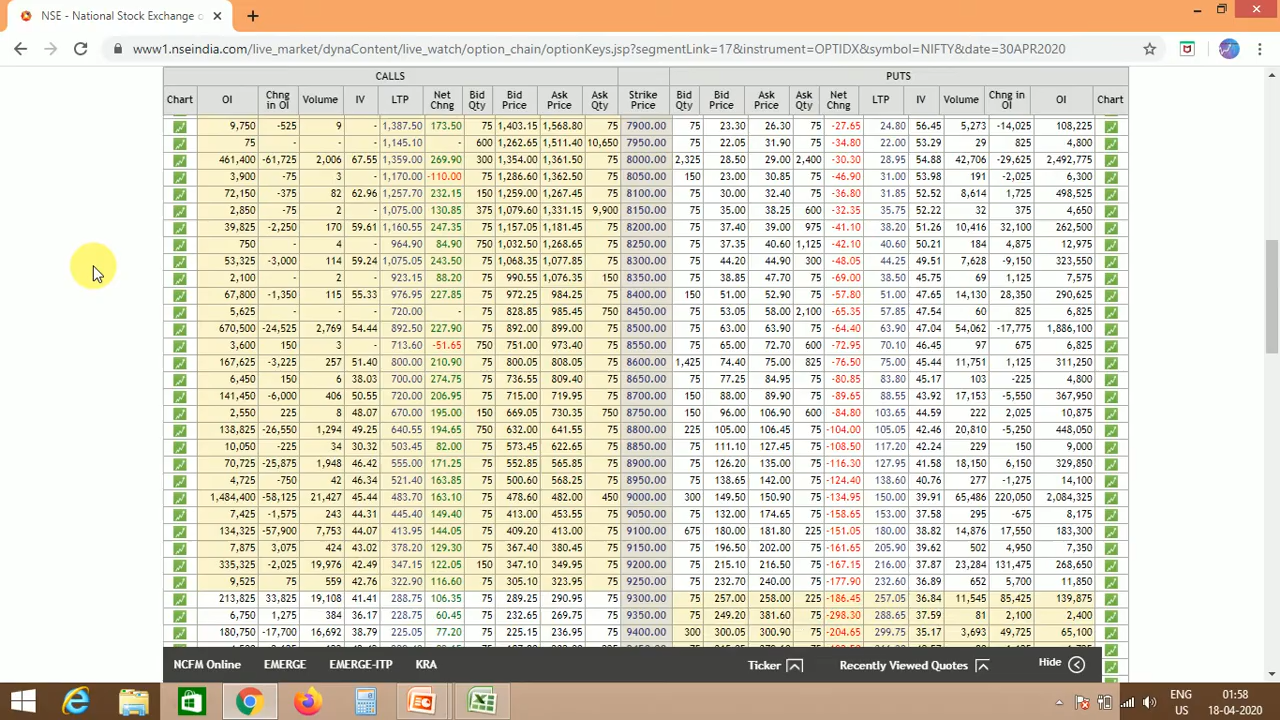 NSE - National Stock Exchange o
www1.nseindia.com/live_market/dynaContent/live_watch/option_chain/optionKeys.jsp?segmentLink=17&instrument=OPTIDX&symbol=NIFTY&date=30APR2020
CALLS PUTS
Chart OI Chng in OI Volume IV LTP Net Chng Bid Qty Bid Price Ask Price Ask Qty Strike Price Bid Qty Bid Price Ask Price Ask Qty Net Chng LTP IV Volume Chng in OI OI Chart
9,750 -525 9 - 1,387.50 173.50 75 1,403.15 1,568.80 75 7900.00 75 23.30 26.30 75 -27.65 24.80 56.45 5,273 -14,025 108,225
75 - - - 1,145.10 - 600 1,262.65 1,511.40 10,650 7950.00 75 22.05 31.90 75 -34.80 22.00 53.29 29 825 4,800
461,400 -61,725 2,006 67.55 1,359.00 269.90 300 1,354.00 1,361.50 75 8000.00 2,325 28.50 29.00 2,400 -30.30 28.95 54.88 42,706 -29,625 2,492,775
3,900 -75 3 - 1,170.00 -110.00 75 1,286.60 1,362.50 75 8050.00 150 23.00 30.85 75 -46.90 31.00 53.98 191 -2,025 6,300
72,150 -375 82 62.96 1,257.70 232.15 150 1,259.00 1,267.45 75 8100.00 75 30.00 32.40 75 -36.80 31.85 52.52 8,614 1,725 498,525
2,850 -75 2 - 1,075.00 130.85 375 1,079.60 1,331.15 9,900 8150.00 75 35.00 38.25 600 -32.35 35.75 52.22 32 375 4,650
39,825 -2,250 170 59.61 1,160.55 247.35 150 1,157.05 1,181.45 75 8200.00 75 37.40 39.00 975 -41.10 38.20 51.26 10,416 32,100 262,500
750 - 4 - 964.90 84.90 750 1,032.50 1,268.65 75 8250.00 75 37.35 40.60 1,125 -42.10 40.60 50.21 184 4,875 12,975
53,325 -3,000 114 59.24 1,075.05 243.50 150 1,068.35 1,077.85 75 8300.00 75 44.20 44.90 300 -48.05 44.25 49.51 7,628 -9,150 323,550
2,100 - 2 - 923.15 88.20 75 990.55 1,076.35 150 8350.00 75 38.85 47.70 75 -69.00 38.50 45.75 69 1,125 7,575
67,800 -1,350 115 55.33 976.95 227.85 75 972.25 984.25 75 8400.00 150 51.00 52.90 75 -57.80 51.00 47.65 14,130 28,350 290,625
5,625 - - - 720.00 - 75 828.85 985.45 750 8450.00 75 53.05 58.00 2,100 -65.35 57.85 47.54 60 825 6,825
670,500 -24,525 2,769 54.44 892.50 227.90 75 892.00 899.00 75 8500.00 75 63.00 63.90 75 -64.40 63.90 47.04 54,062 -17,775 1,886,100
3,600 150 3 - 713.60 -51.65 750 751.00 973.40 75 8550.00 75 65.00 72.70 600 -72.95 70.10 46.45 97 675 6,825
167,625 -3,225 257 51.40 800.00 210.90 75 800.05 808.05 75 8600.00 1,425 74.40 75.00 825 -76.50 75.00 45.44 11,751 1,125 311,250
6,450 150 6 38.03 700.00 274.75 75 736.55 809.40 75 8650.00 75 77.25 84.95 75 -80.85 83.80 45.17 103 -225 4,800
141,450 -6,000 406 50.55 720.00 206.95 75 715.00 719.95 75 8700.00 150 88.00 89.90 75 -89.65 88.55 43.92 17,153 -5,550 367,950
2,550 225 8 48.07 670.00 195.00 150 669.05 730.35 750 8750.00 150 96.00 106.90 600 -84.80 103.65 44.59 222 2,025 10,875
138,825 -26,550 1,294 49.25 640.55 194.65 750 632.00 641.55 75 8800.00 225 105.00 106.45 75 -104.00 105.05 42.46 20,810 -5,250 448,050
10,050 -225 34 30.32 503.45 82.00 75 573.45 622.65 75 8850.00 75 111.10 127.45 75 -108.50 117.20 42.24 229 150 9,000
70,725 -25,875 1,948 46.42 555.00 171.25 75 552.85 565.85 75 8900.00 75 126.20 135.00 75 -116.30 127.95 41.58 18,150 6,150 329,850
4,725 -750 42 46.34 521.40 163.85 75 500.60 568.25 75 8950.00 75 138.65 142.00 75 -124.40 138.60 40.76 277 -1,275 14,100
1,484,400 -58,125 21,427 45.44 483.70 163.10 75 478.60 482.00 450 9000.00 300 149.50 150.90 75 -134.95 150.00 39.91 65,486 220,050 2,084,325
7,425 -1,575 243 44.31 445.40 149.40 75 413.00 453.55 75 9050.00 75 132.00 174.65 75 -158.65 153.00 37.58 295 -675 8,175
134,325 -57,900 7,753 44.07 413.95 144.05 75 409.20 413.00 75 9100.00 675 180.00 181.80 225 -151.05 180.00 38.82 14,876 17,550 183,300
7,875 3,075 424 43.02 378.20 129.30 75 367.40 380.45 75 9150.00 75 196.50 202.00 75 -161.65 205.90 39.62 502 4,950 7,350
335,325 -2,025 19,976 42.49 347.15 122.05 150 347.10 349.95 75 9200.00 75 215.10 216.50 75 -167.15 216.00 37.87 23,284 131,475 268,650
9,525 75 559 42.76 322.90 116.60 75 305.10 323.95 75 9250.00 75 232.70 240.00 75 -177.90 232.60 36.89 652 5,700 11,850
213,825 33,825 19,108 41.41 288.75 106.35 75 289.25 290.95 75 9300.00 75 257.00 258.00 225 -186.45 257.05 36.84 11,545 85,425 139,875
6,750 1,275 384 36.17 228.75 60.45 75 232.65 269.75 75 9350.00 75 249.20 381.60 75 -298.30 288.65 37.59 81 2,100 2,400
180,750 -17,700 16,692 38.79 225.05 77.20 75 225.15 236.95 75 9400.00 300 300.05 300.90 75 -204.65 299.75 35.17 3,693 49,725 65,100
NCFM Online EMERGE EMERGE-ITP KRA Ticker Recently Viewed Quotes Hide
ENG 01:58
US 18-04-2020